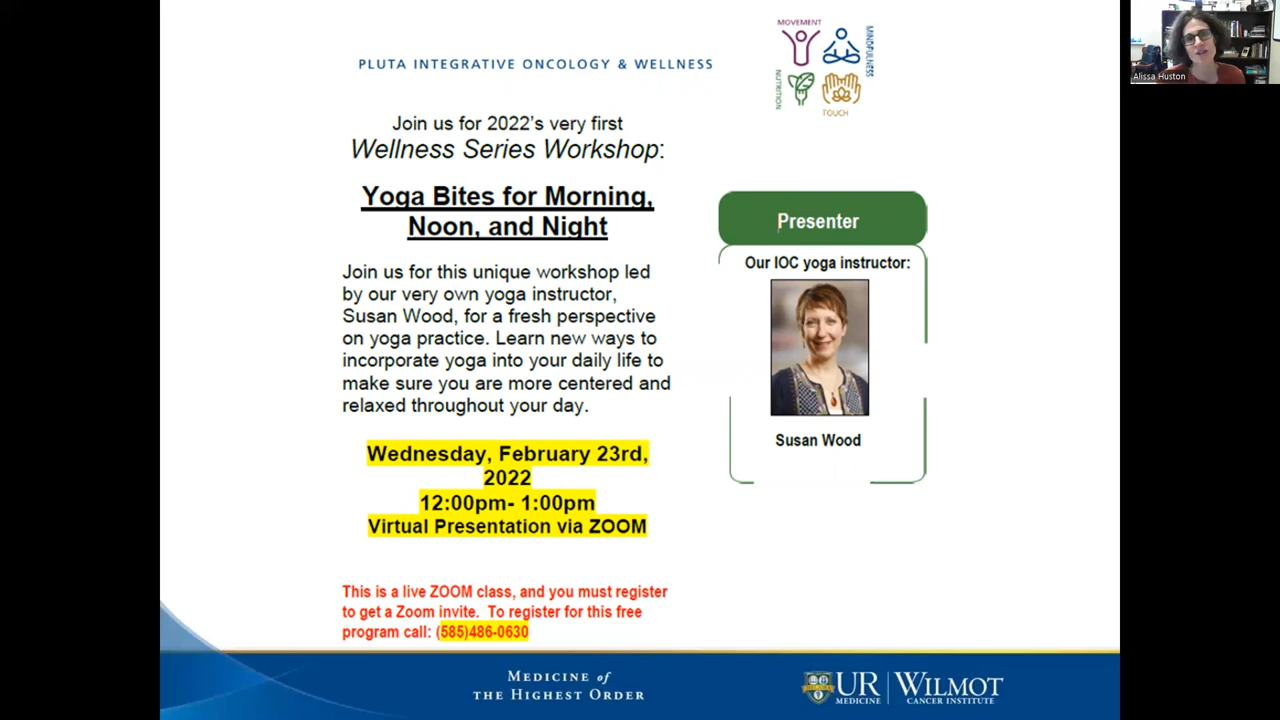 PLUTA INTEGRATIVE ONCOLOGY & WELLNESS
MOVEMENT
MINDFULNESS
NUTRITION
TOUCH
Alissa Huston
Join us for 2022's very first
Wellness Series Workshop:
Yoga Bites for Morning,
Noon, and Night
Join us for this unique workshop led
by our very own yoga instructor,
Susan Wood, for a fresh perspective
on yoga practice. Learn new ways to
incorporate yoga into your daily life to
make sure you are more centered and
relaxed throughout your day.
Wednesday, February 23rd,
2022
12:00pm- 1:00pm
Virtual Presentation via ZOOM
This is a live ZOOM class, and you must register
to get a Zoom invite. To register for this free
program call: (585)486-0630
Presenter
Our IOC yoga instructor:
Susan Wood
MEDICINE of
THE HIGHEST ORDER
UR
MEDICINE
WILMOT
CANCER INSTITUTE